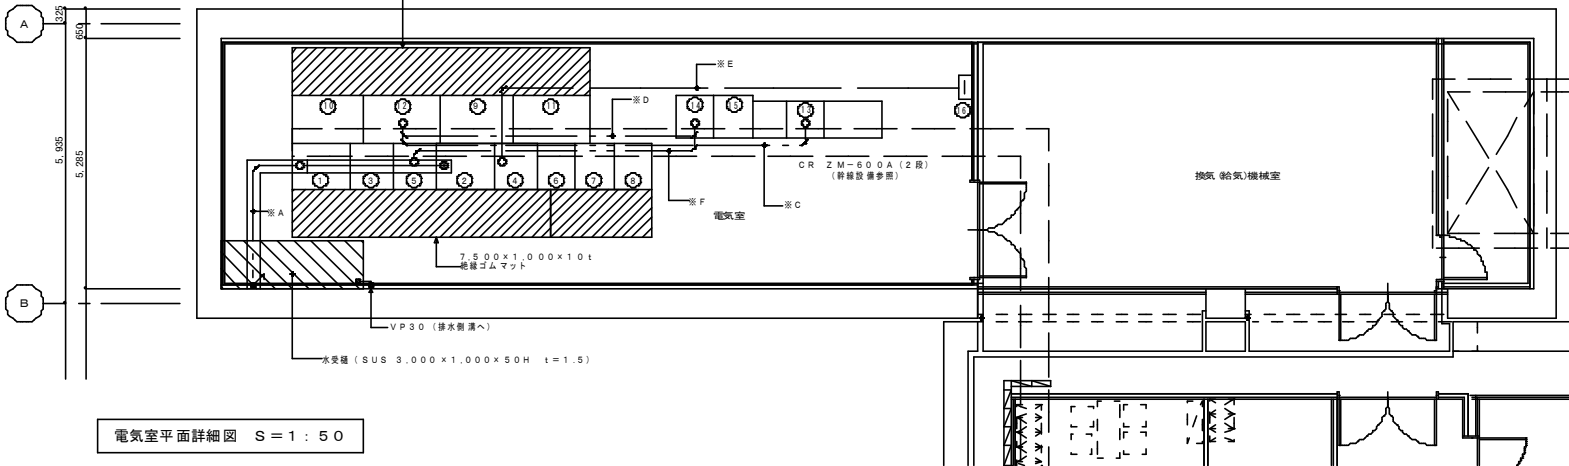 A
325
650
5,935
5,285
B
※E
※D
⑩
⑫
⑨
⑪
⑭
⑮
⑬
⑯
CR ZM-600A(2段)
(幹線設備参照)
換気(給気)機械室
①
③
⑤
②
④
⑥
⑦
⑧
※A
※F
※C
電気室
7,500×1,000×10t
絶縁ゴムマット
VP30(排水側溝へ)
水受樋(SUS 3,000×1,000×50H t=1.5)
電気室平面詳細図 S=1:50